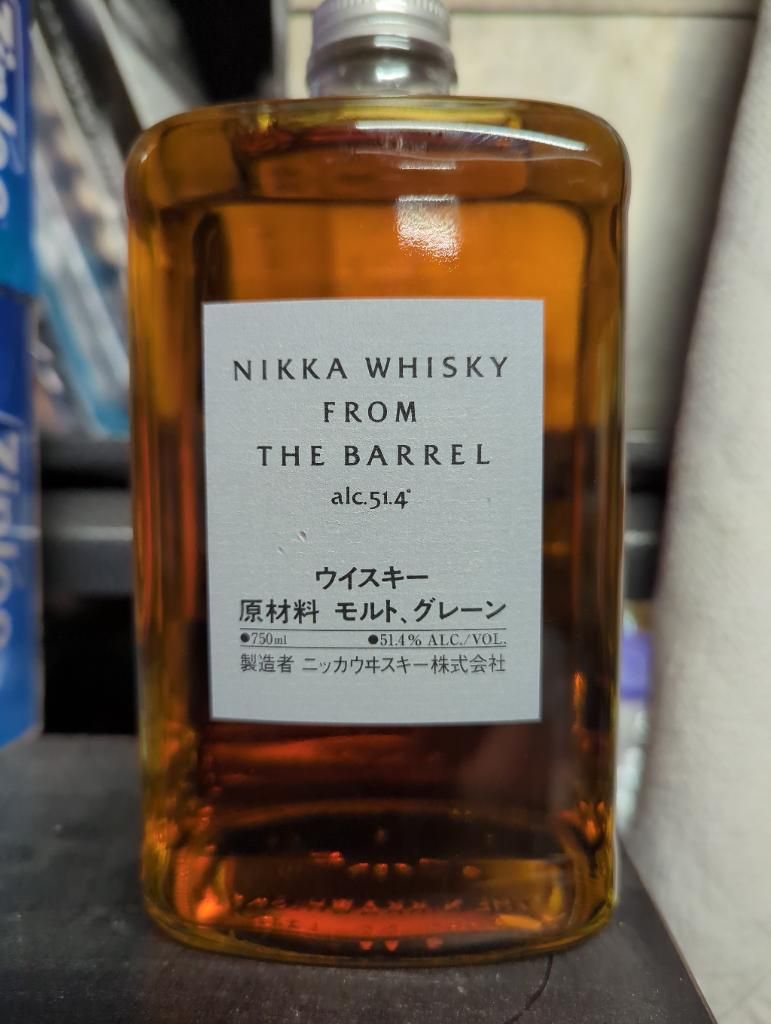 NIKKA WHISKY
FROM
THE BARREL
alc.51.4°
ウイスキー
原材料 モルト、グレーン
●750ml ●51.4% ALC./VOL.
製造者 ニッカウヰスキー株式会社
Ziploc
Ziploc